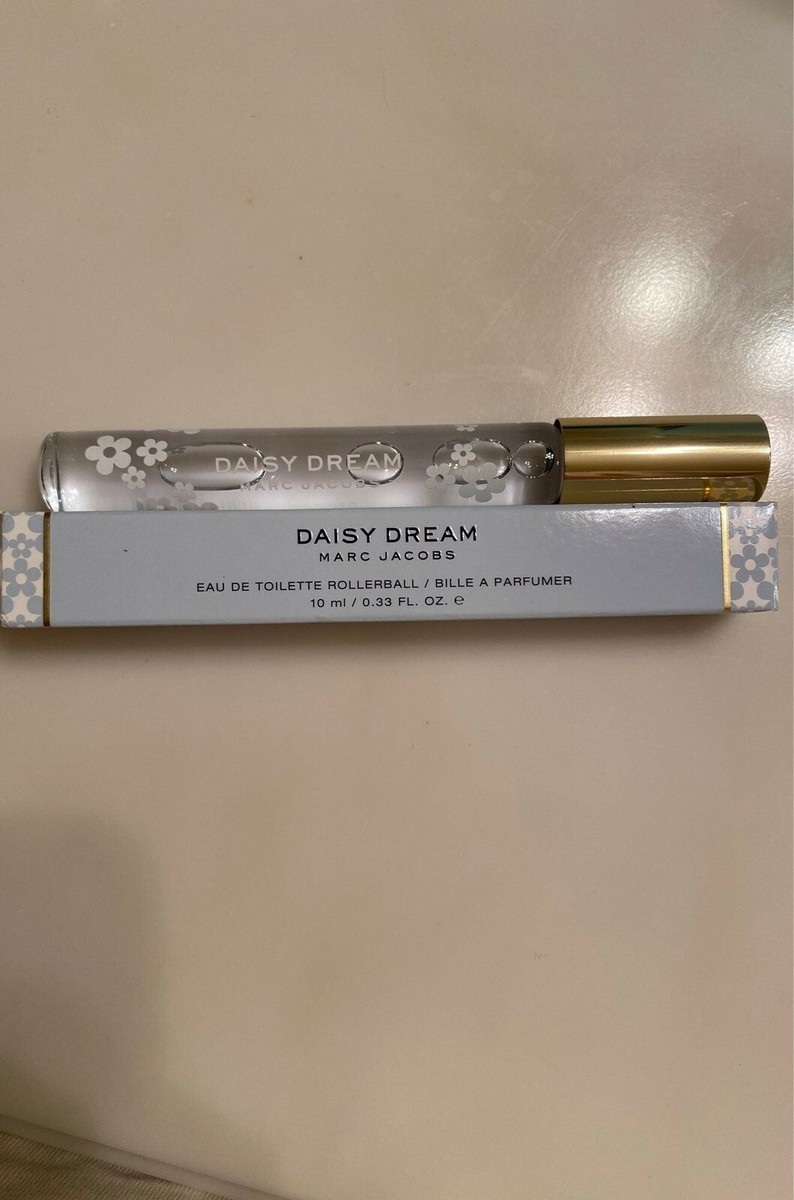 DAISY DREAM
MARC JACOBS
DAISY DREAM
MARC JACOBS
EAU DE TOILETTE ROLLERBALL / BILLE A PARFUMER
10 ml / 0.33 FL. OZ. ℮